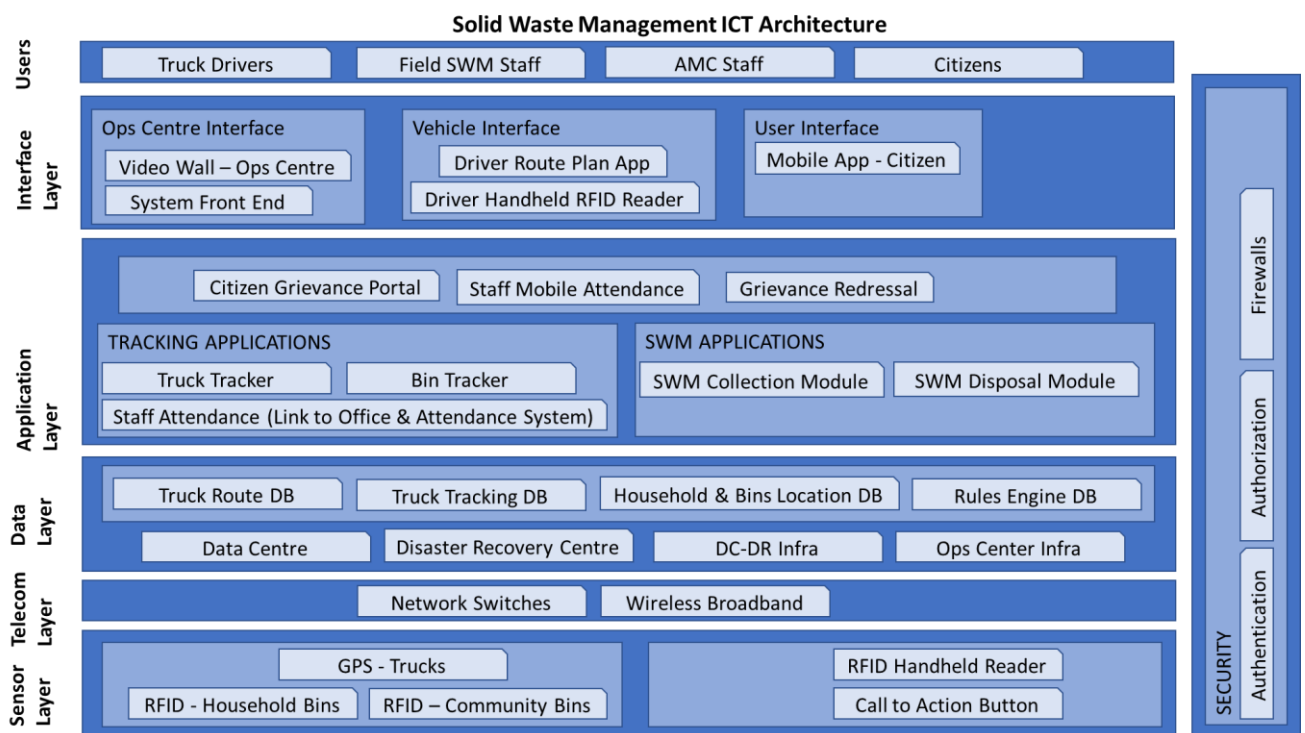 Solid Waste Management ICT Architecture
Users
Truck Drivers
Field SWM Staff
AMC Staff
Citizens
Interface
Layer
Ops Centre Interface
Video Wall – Ops Centre
System Front End
Vehicle Interface
Driver Route Plan App
Driver Handheld RFID Reader
User Interface
Mobile App - Citizen
Application
Layer
Citizen Grievance Portal
Staff Mobile Attendance
Grievance Redressal
TRACKING APPLICATIONS
Truck Tracker
Bin Tracker
Staff Attendance (Link to Office & Attendance System)
SWM APPLICATIONS
SWM Collection Module
SWM Disposal Module
Data
Layer
Truck Route DB
Truck Tracking DB
Household & Bins Location DB
Rules Engine DB
Data Centre
Disaster Recovery Centre
DC-DR Infra
Ops Center Infra
Telecom
Layer
Network Switches
Wireless Broadband
Sensor
Layer
GPS - Trucks
RFID - Household Bins
RFID – Community Bins
RFID Handheld Reader
Call to Action Button
SECURITY
Firewalls
Authorization
Authentication